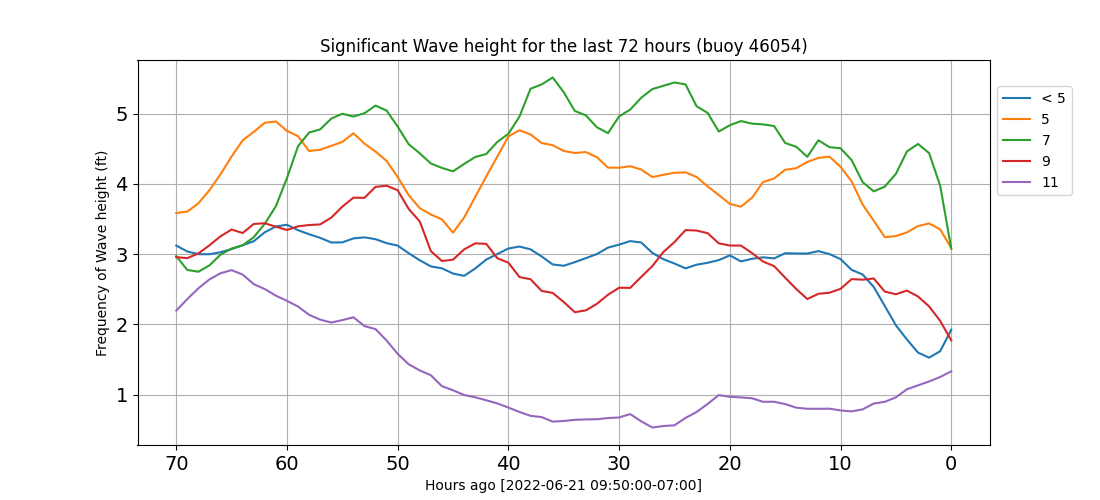 Significant Wave height for the last 72 hours (buoy 46054)
Frequency of Wave height (ft)
5
4
3
2
1
70 60 50 40 30 20 10 0
Hours ago [2022-06-21 09:50:00-07:00]
< 5
5
7
9
11